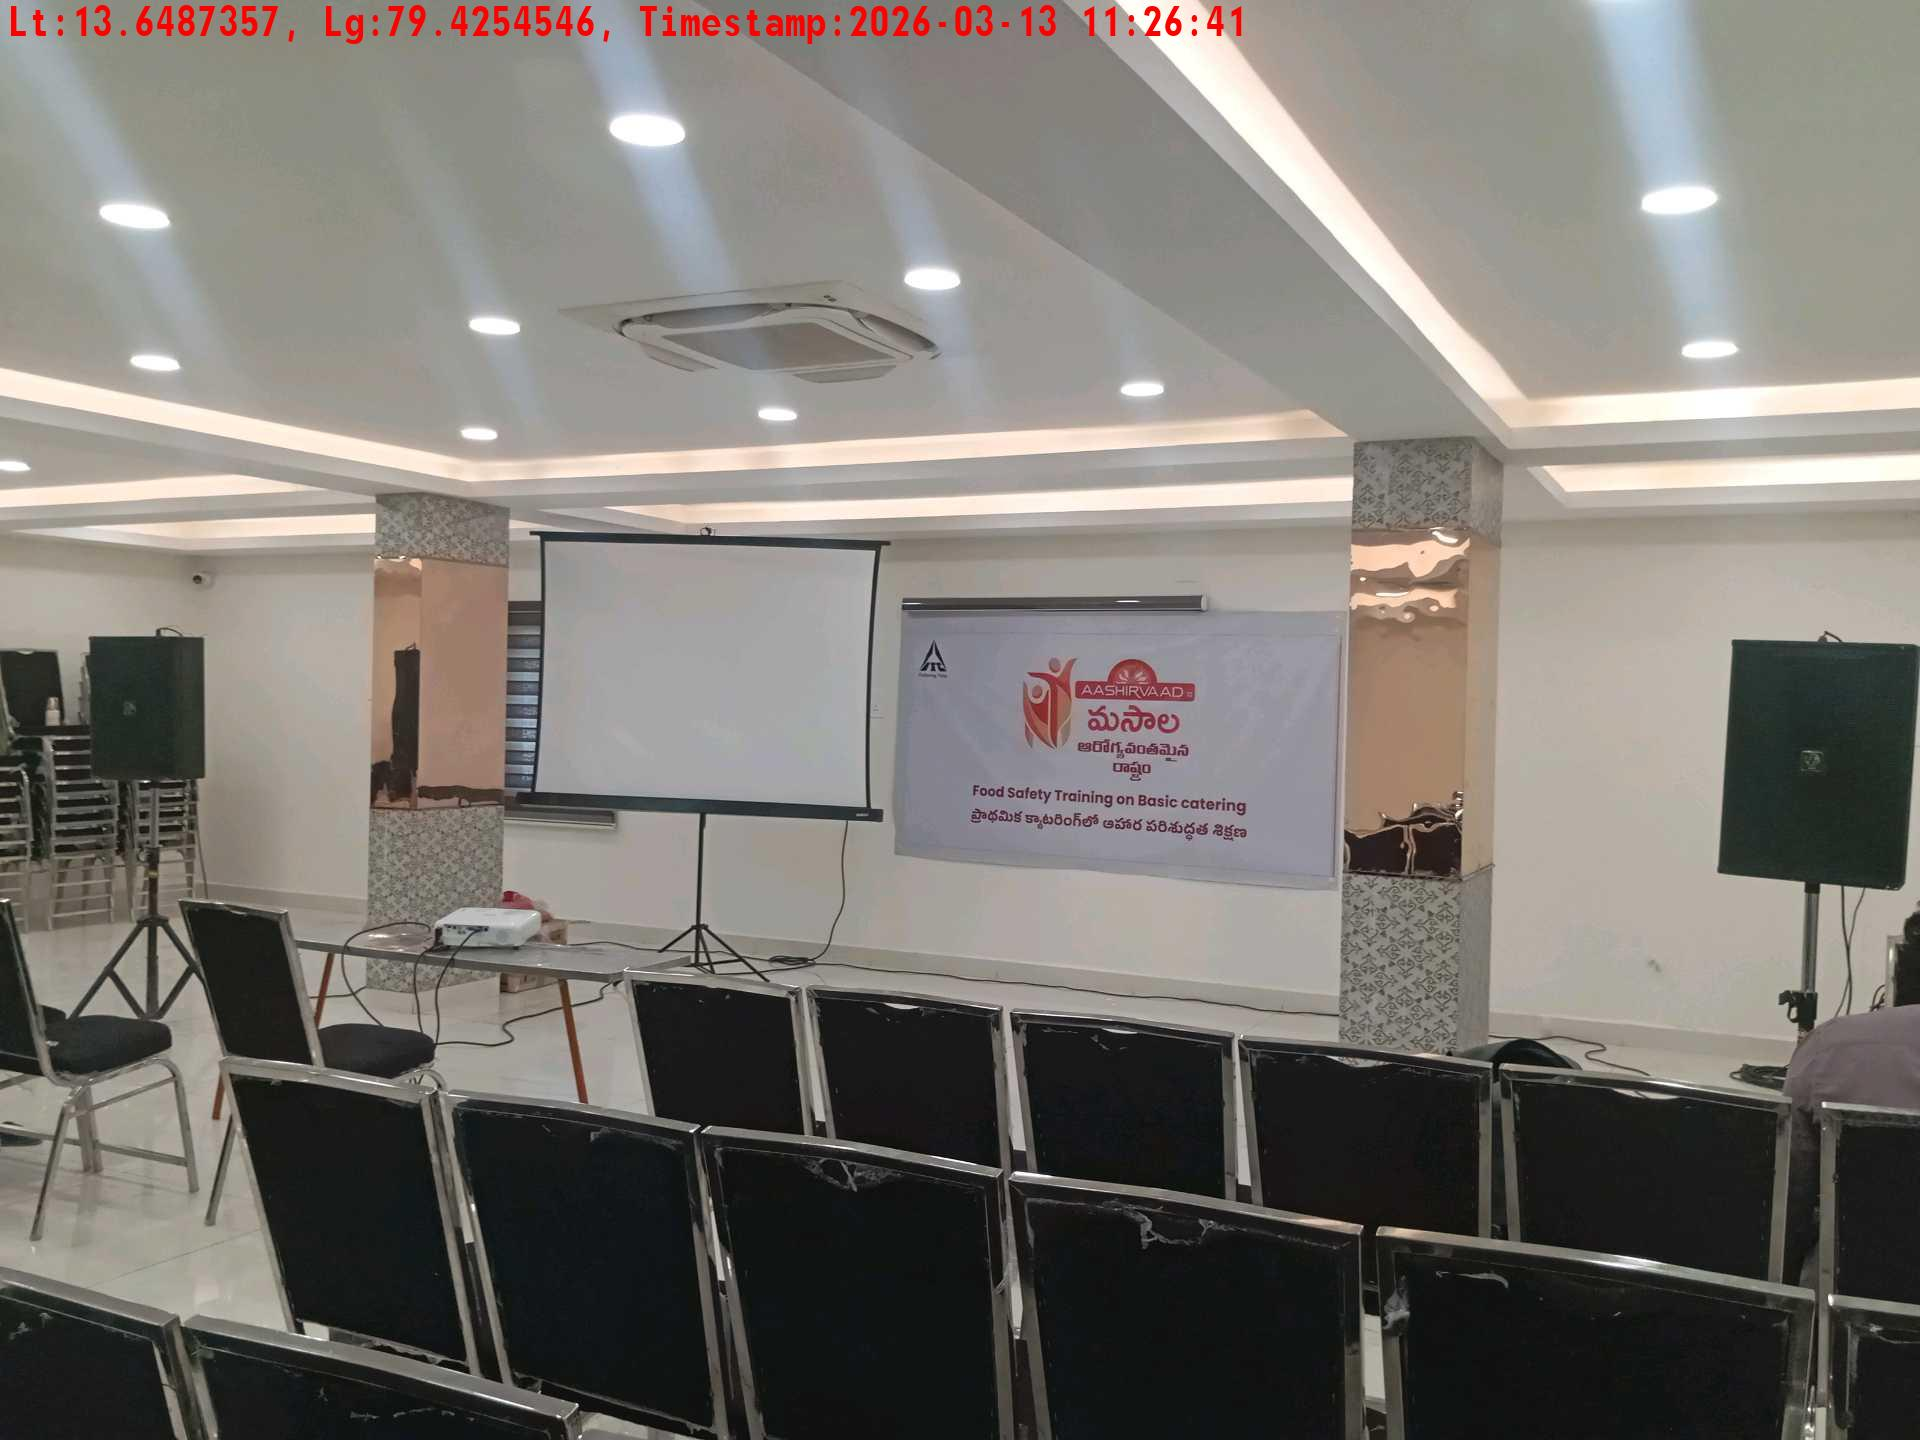 Lt:13.6487357, Lg:79.4254546, Timestamp:2026-03-13 11:26:41
AASHIRVAAD
మసాల
ఆరోగ్యవంతమైన
రాష్ట్రం
Food Safety Training on Basic catering
ప్రాథమిక క్యాటరింగ్‌లో ఆహార పరిశుద్ధత శిక్షణ